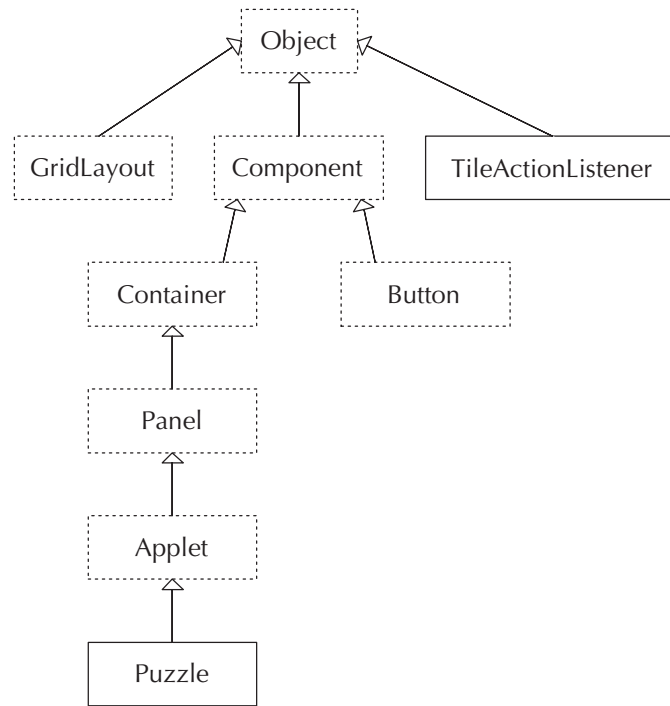 Object
GridLayout
Component
TileActionListener
Container
Button
Panel
Applet
Puzzle